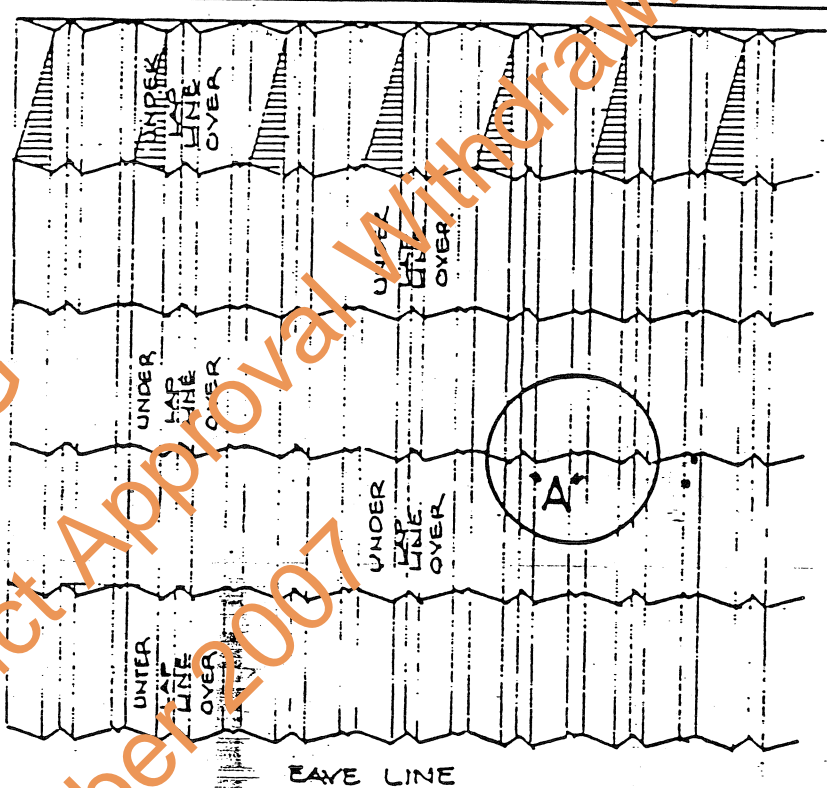 UNDER
LAP
LINE
OVER
UNDER
LAP
LINE
OVER
UNDER
LAP
LINE
OVER
"A"
UNDER
LAP
LINE
OVER
UNTER
LAP
LINE
OVER
EAVE LINE
ct Approval Withdraw
ber 2007